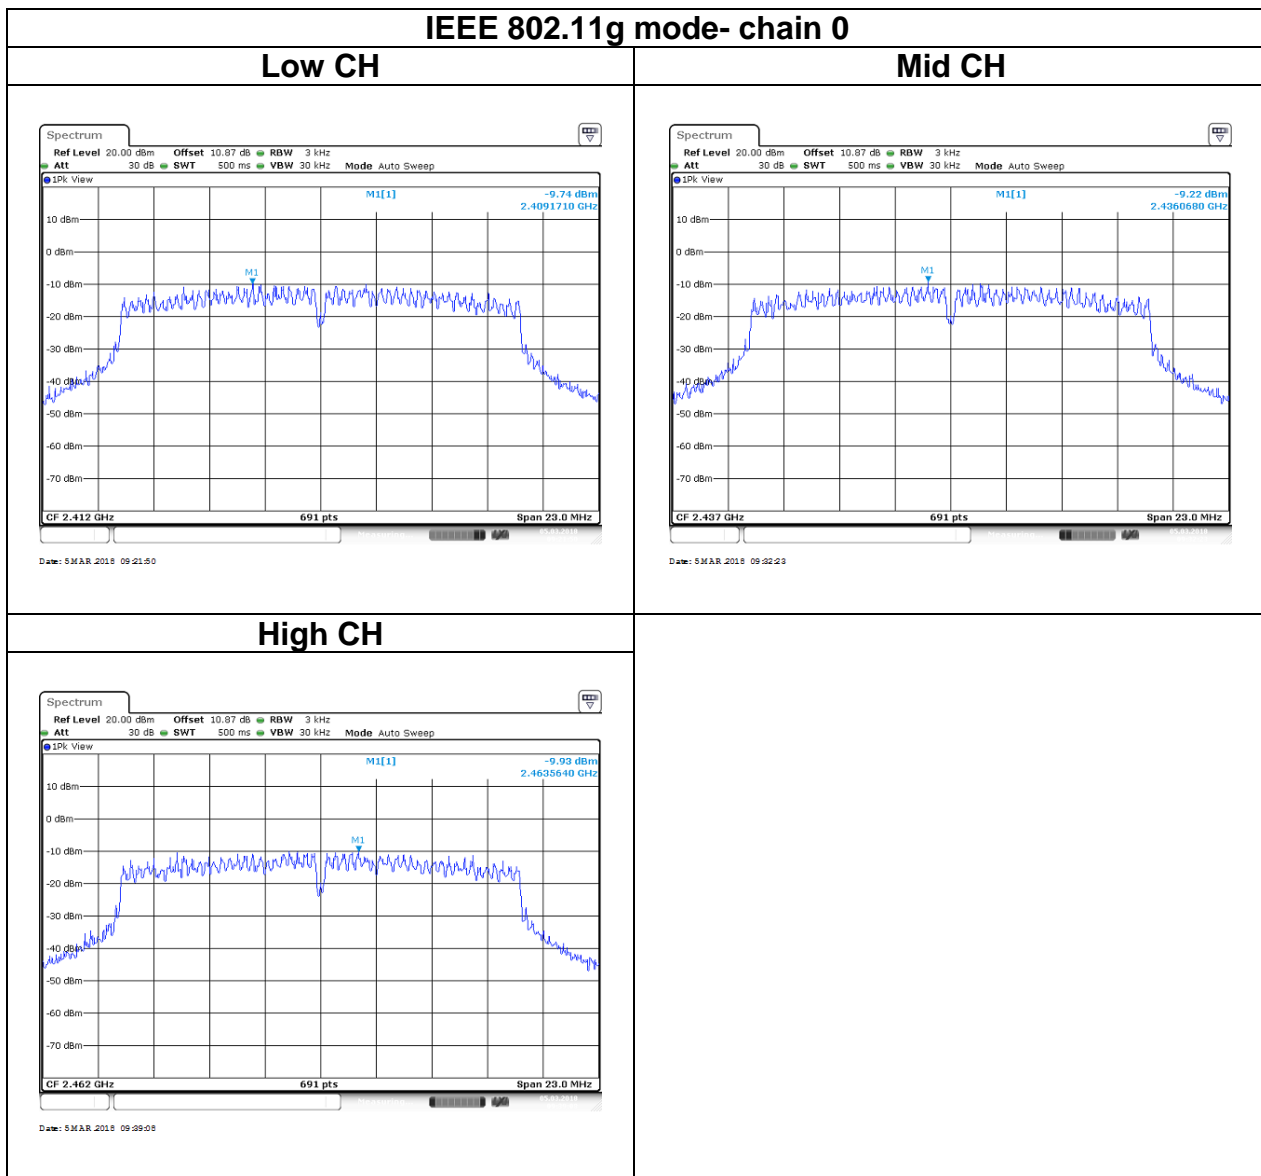 IEEE 802.11g mode- chain 0
Low CH
Mid CH
Spectrum
Ref Level 20.00 dBm Offset 10.87 dB RBW 3 kHz
Att 30 dB SWT 500 ms VBW 30 kHz Mode Auto Sweep
1Pk View
M1[1] -9.74 dBm
2.4091710 GHz
10 dBm
0 dBm
M1
-10 dBm
-20 dBm
-30 dBm
-40 dBm
-50 dBm
-60 dBm
-70 dBm
CF 2.412 GHz 691 pts Span 23.0 MHz
Date: 5.MAR.2018 09:21:50
Spectrum
Ref Level 20.00 dBm Offset 10.87 dB RBW 3 kHz
Att 30 dB SWT 500 ms VBW 30 kHz Mode Auto Sweep
1Pk View
M1[1] -9.22 dBm
2.4360680 GHz
10 dBm
0 dBm
M1
-10 dBm
-20 dBm
-30 dBm
-40 dBm
-50 dBm
-60 dBm
-70 dBm
CF 2.437 GHz 691 pts Span 23.0 MHz
Date: 5.MAR.2018 09:32:23
High CH
Spectrum
Ref Level 20.00 dBm Offset 10.87 dB RBW 3 kHz
Att 30 dB SWT 500 ms VBW 30 kHz Mode Auto Sweep
1Pk View
M1[1] -9.93 dBm
2.4635640 GHz
10 dBm
0 dBm
M1
-10 dBm
-20 dBm
-30 dBm
-40 dBm
-50 dBm
-60 dBm
-70 dBm
CF 2.462 GHz 691 pts Span 23.0 MHz
Date: 5.MAR.2018 09:39:08